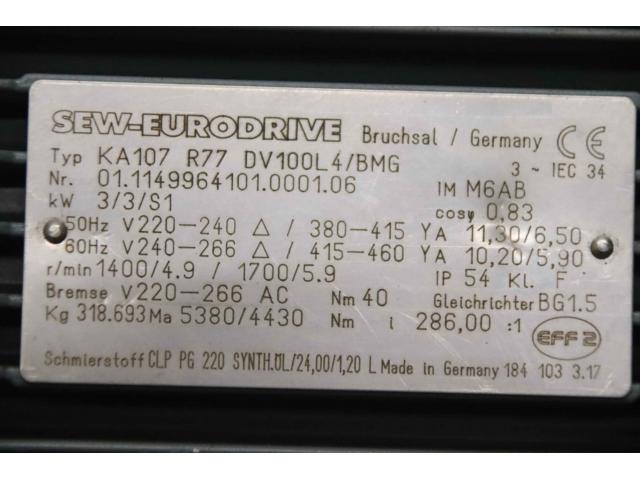 SEW-EURODRIVE Bruchsal / Germany CE
Typ KA107 R77 DV100L4/BMG 3 ~ IEC 34
Nr. 01.1149964101.0001.06 IM M6AB
kW 3/3/S1 cosφ 0,83
50Hz V220-240 Δ / 380-415 Y A 11,30/6,50
60Hz V240-266 Δ / 415-460 Y A 10,20/5,90
r/min 1400/4.9 / 1700/5.9 IP 54 Kl. F
Bremse V220-266 AC Nm 40 Gleichrichter BG1.5
Kg 318.693 Ma 5380/4430 Nm i 286,00 :1
EFF2
Schmierstoff CLP PG 220 SYNTH.ÖL/24,00/1,20 L Made in Germany 184 103 3.17